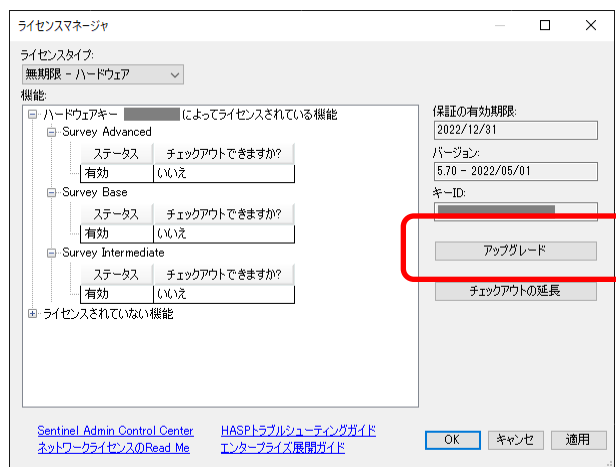 ライセンスマネージャ
ライセンスタイプ:
無期限 - ハードウェア
機能:
ハードウェアキー によってライセンスされている機能
Survey Advanced
ステータス チェックアウトできますか?
有効 いいえ
Survey Base
ステータス チェックアウトできますか?
有効 いいえ
Survey Intermediate
ステータス チェックアウトできますか?
有効 いいえ
ライセンスされていない機能
保証の有効期限:
2022/12/31
バージョン:
5.70 - 2022/05/01
キーID:
アップグレード
チェックアウトの延長
Sentinel Admin Control Center HASPトラブルシューティングガイド
ネットワークライセンスのRead Me エンタープライズ展開ガイド
OK キャンセ 適用